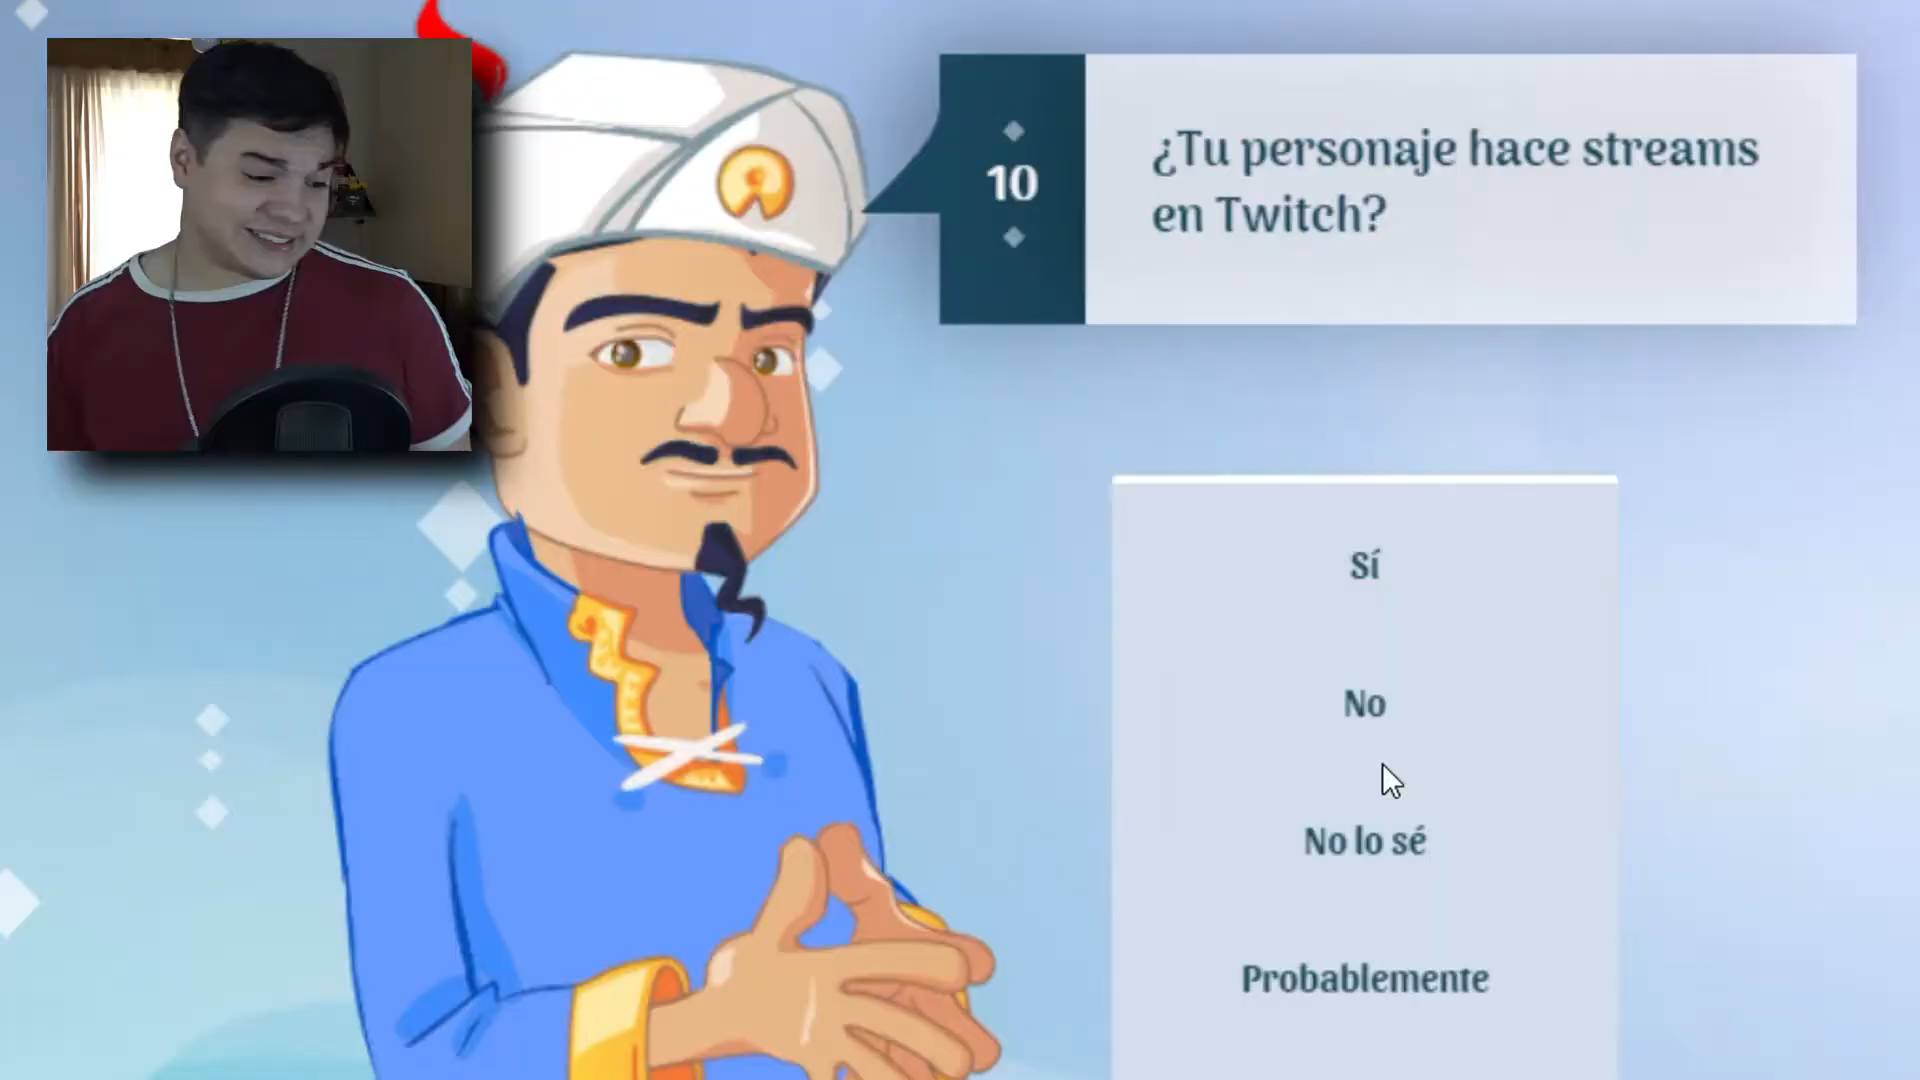 10
¿Tu personaje hace streams
en Twitch?
Sí
No
No lo sé
Probablemente